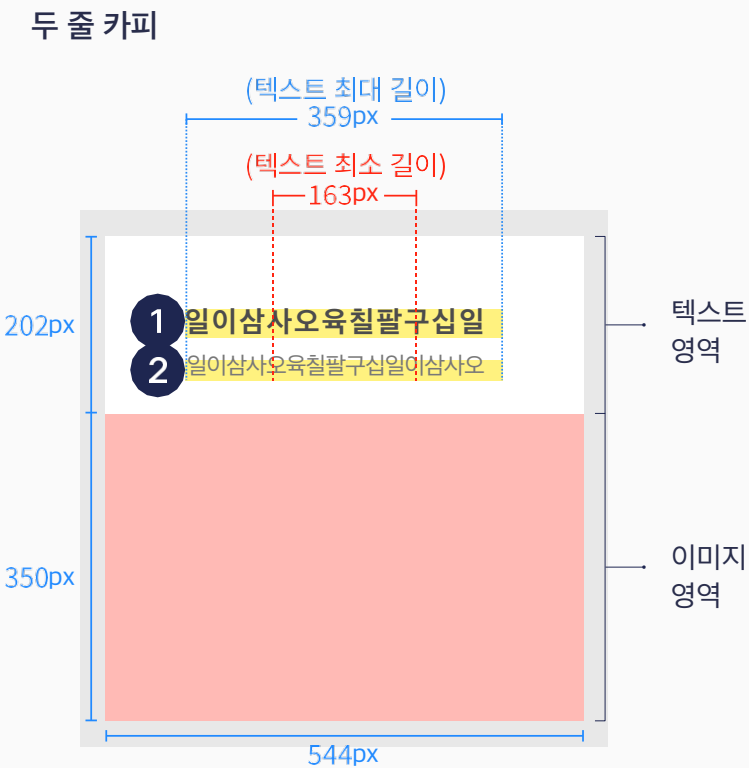 두 줄 카피
(텍스트 최대 길이)
359px
(텍스트 최소 길이)
163px
202px
1 일이삼사오육칠팔구십일
2 일이삼사오육칠팔구십일이삼사오
텍스트
영역
350px
이미지
영역
544px